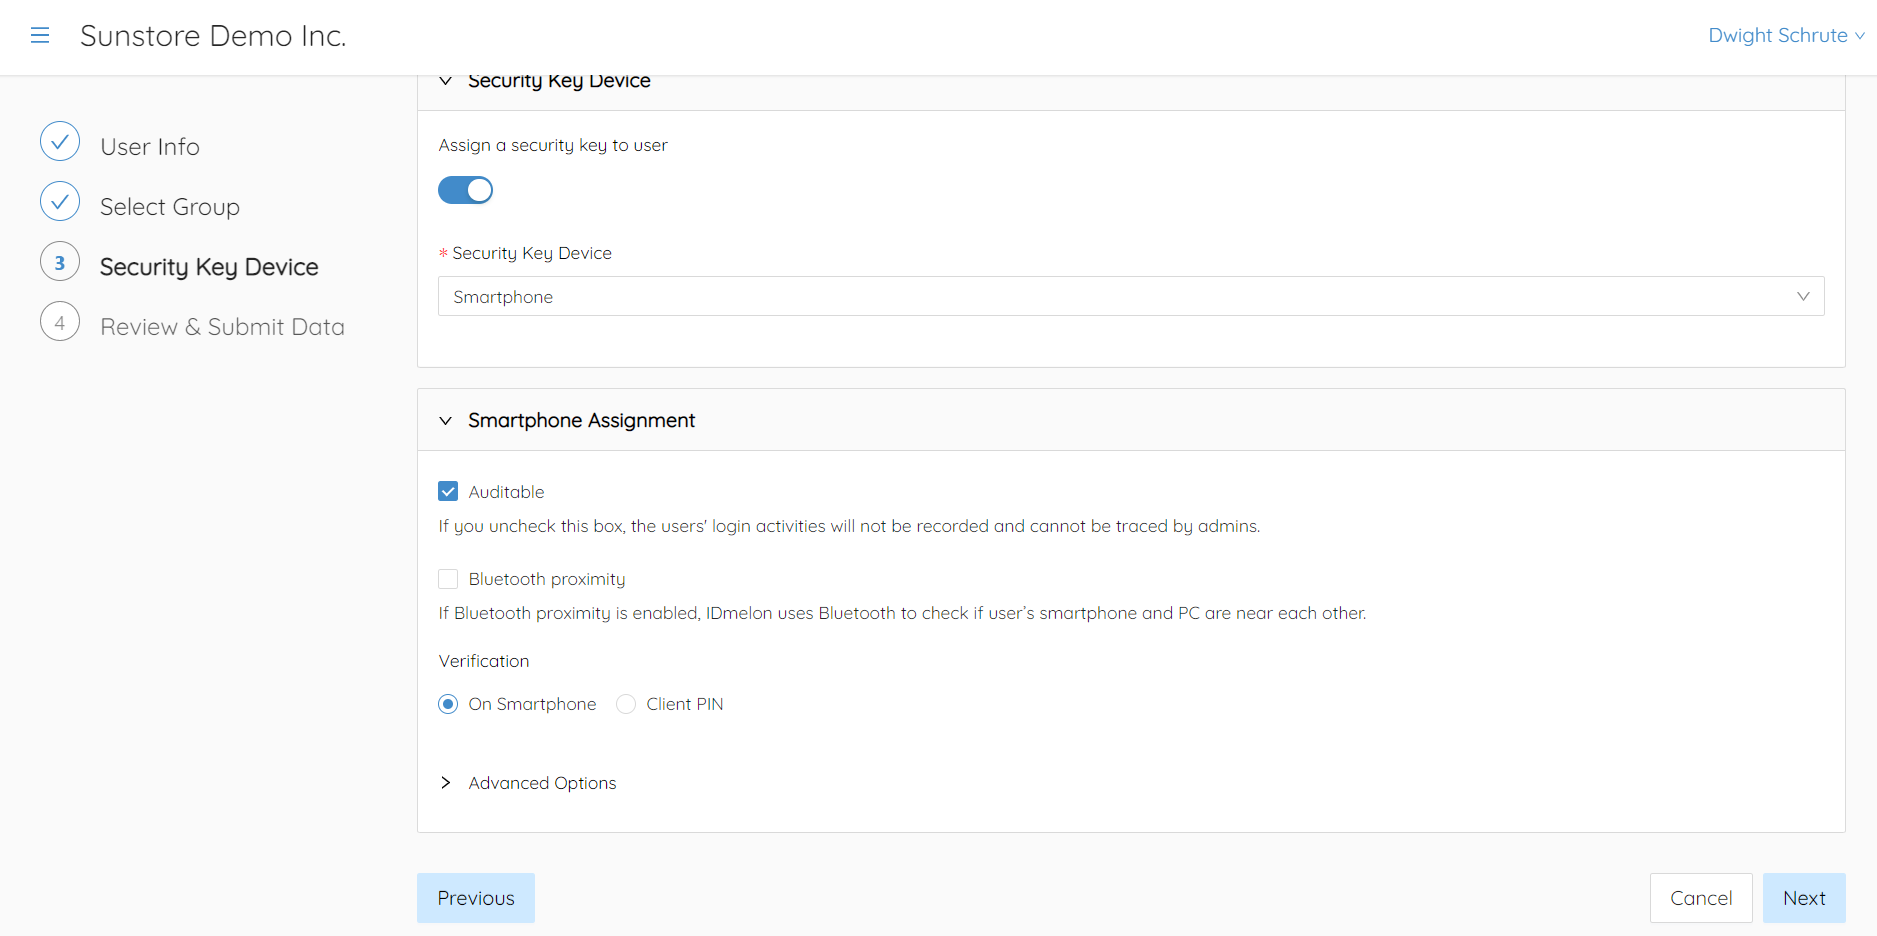 Sunstore Demo Inc.
Dwight Schrute
User Info
Select Group
3 Security Key Device
4 Review & Submit Data
Security Key Device
Assign a security key to user
* Security Key Device
Smartphone
Smartphone Assignment
Auditable
If you uncheck this box, the users' login activities will not be recorded and cannot be traced by admins.
Bluetooth proximity
If Bluetooth proximity is enabled, IDmelon uses Bluetooth to check if user's smartphone and PC are near each other.
Verification
On Smartphone Client PIN
Advanced Options
Previous Cancel Next